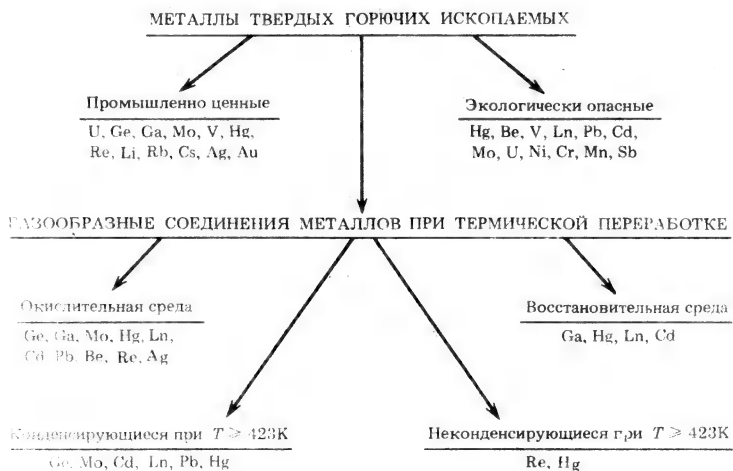 МЕТАЛЛЫ ТВЕРДЫХ ГОРЮЧИХ ИСКОПАЕМЫХ
Промышленно ценные
U, Ge, Ga, Mo, V, Hg,
Re, Li, Rb, Cs, Ag, Au
Экологически опасные
Hg, Be, V, Ln, Pb, Cd,
Mo, U, Ni, Cr, Mn, Sb
ГАЗООБРАЗНЫЕ СОЕДИНЕНИЯ МЕТАЛЛОВ ПРИ ТЕРМИЧЕСКОЙ ПЕРЕРАБОТКЕ
Окислительная среда
Ge, Ga, Mo, Hg, Ln,
Cd, Pb, Be, Re, Ag
Восстановительная среда
Ga, Hg, Ln, Cd
Конденсирующиеся при T ⩾ 423К
Ge, Mo, Cd, Ln, Pb, Hg
Неконденсирующиеся при T ⩾ 423К
Re, Hg